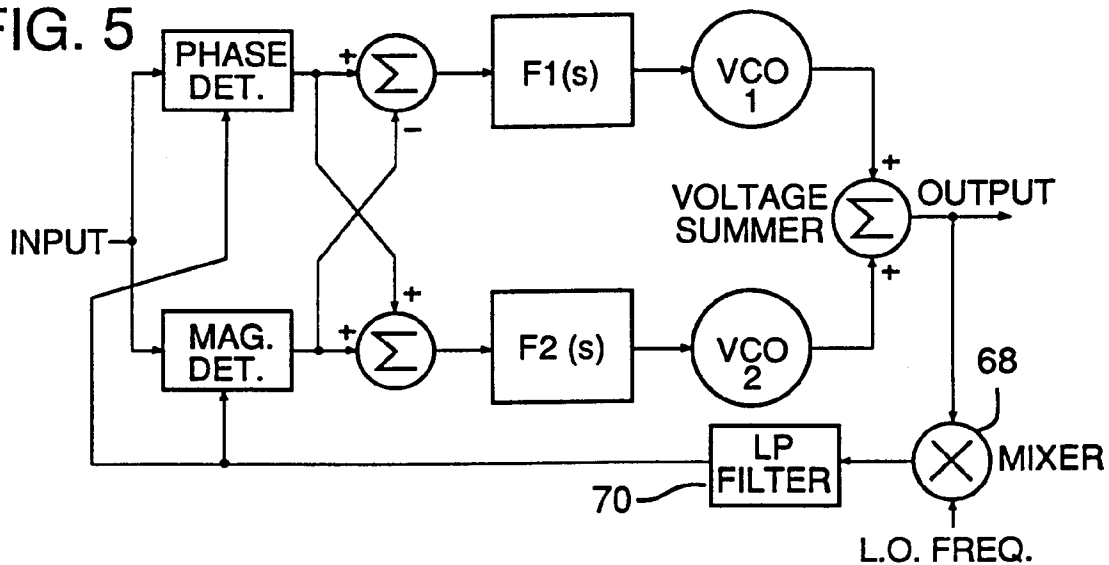 FIG. 5
PHASE
DET.
+
Σ
−
F1(s)
VCO
1
+
VOLTAGE
SUMMER
Σ
OUTPUT
+
INPUT
MAG.
DET.
+
+
Σ
F2 (s)
VCO
2
68
LP
FILTER
70
MIXER
L.O. FREQ.